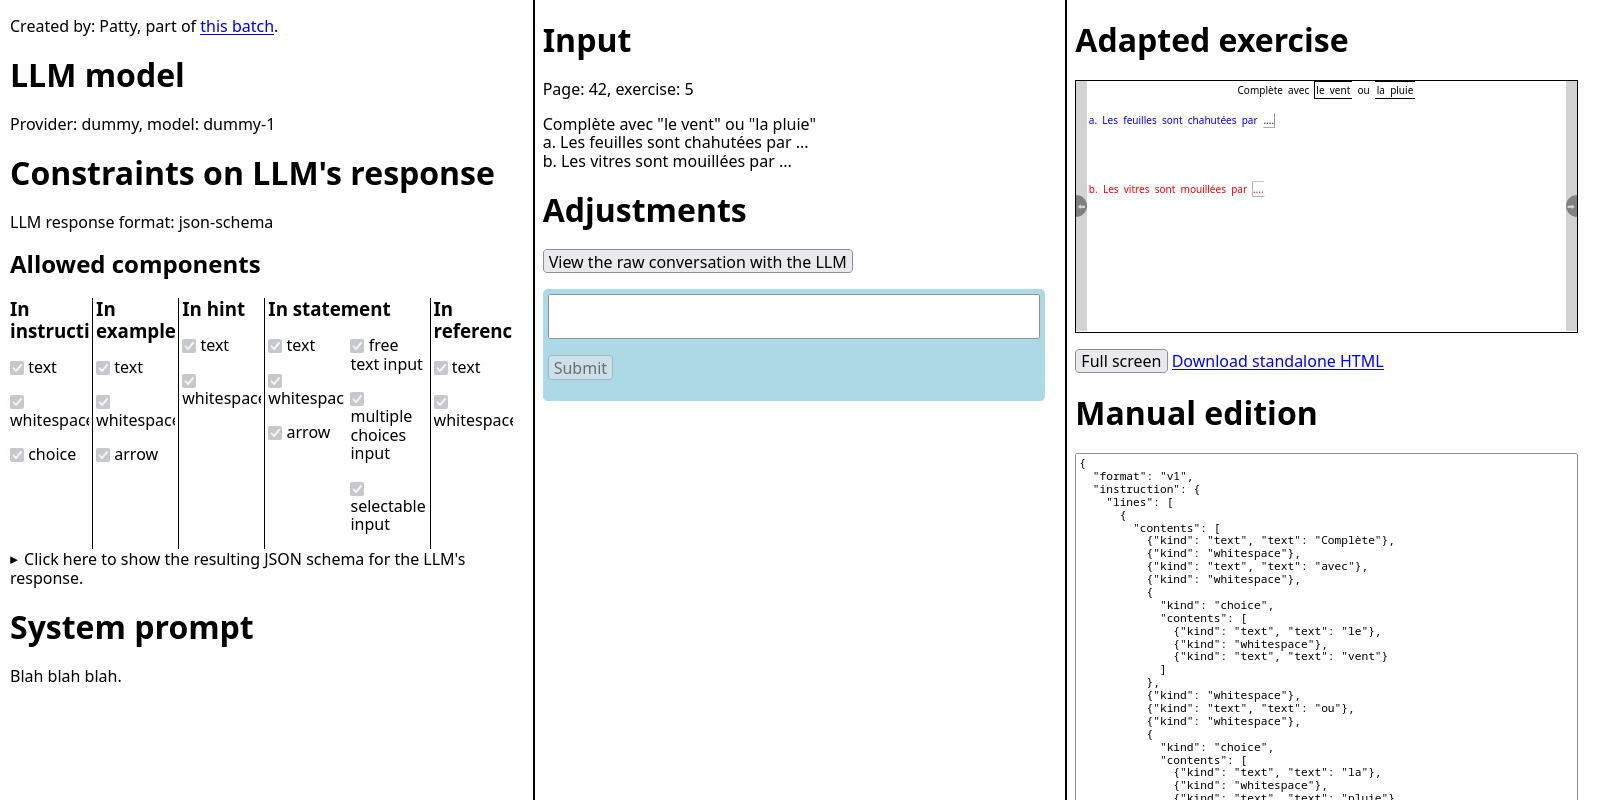 Created by: Patty, part of this batch.
LLM model
Provider: dummy, model: dummy-1
Constraints on LLM's response
LLM response format: json-schema
Allowed components
In instructi
text
whitespace
choice
In example
text
whitespace
arrow
In hint
text
whitespace
In statement
text
whitespac
arrow
free text input
multiple choices input
selectable input
In referenc
text
whitespace
▸ Click here to show the resulting JSON schema for the LLM's
response.
System prompt
Blah blah blah.
Input
Page: 42, exercise: 5
Complète avec "le vent" ou "la pluie"
a. Les feuilles sont chahutées par ...
b. Les vitres sont mouillées par ...
Adjustments
View the raw conversation with the LLM
Submit
Adapted exercise
Complète avec le vent ou la pluie
a. Les feuilles sont chahutées par ....
b. Les vitres sont mouillées par ....
Full screen Download standalone HTML
Manual edition
{
"format": "v1",
"instruction": {
"lines": [
{
"contents": [
{"kind": "text", "text": "Complète"},
{"kind": "whitespace"},
{"kind": "text", "text": "avec"},
{"kind": "whitespace"},
{
"kind": "choice",
"contents": [
{"kind": "text", "text": "le"},
{"kind": "whitespace"},
{"kind": "text", "text": "vent"}
]
},
{"kind": "whitespace"},
{"kind": "text", "text": "ou"},
{"kind": "whitespace"},
{
"kind": "choice",
"contents": [
{"kind": "text", "text": "la"},
{"kind": "whitespace"},
{"kind": "text", "text": "pluie"}